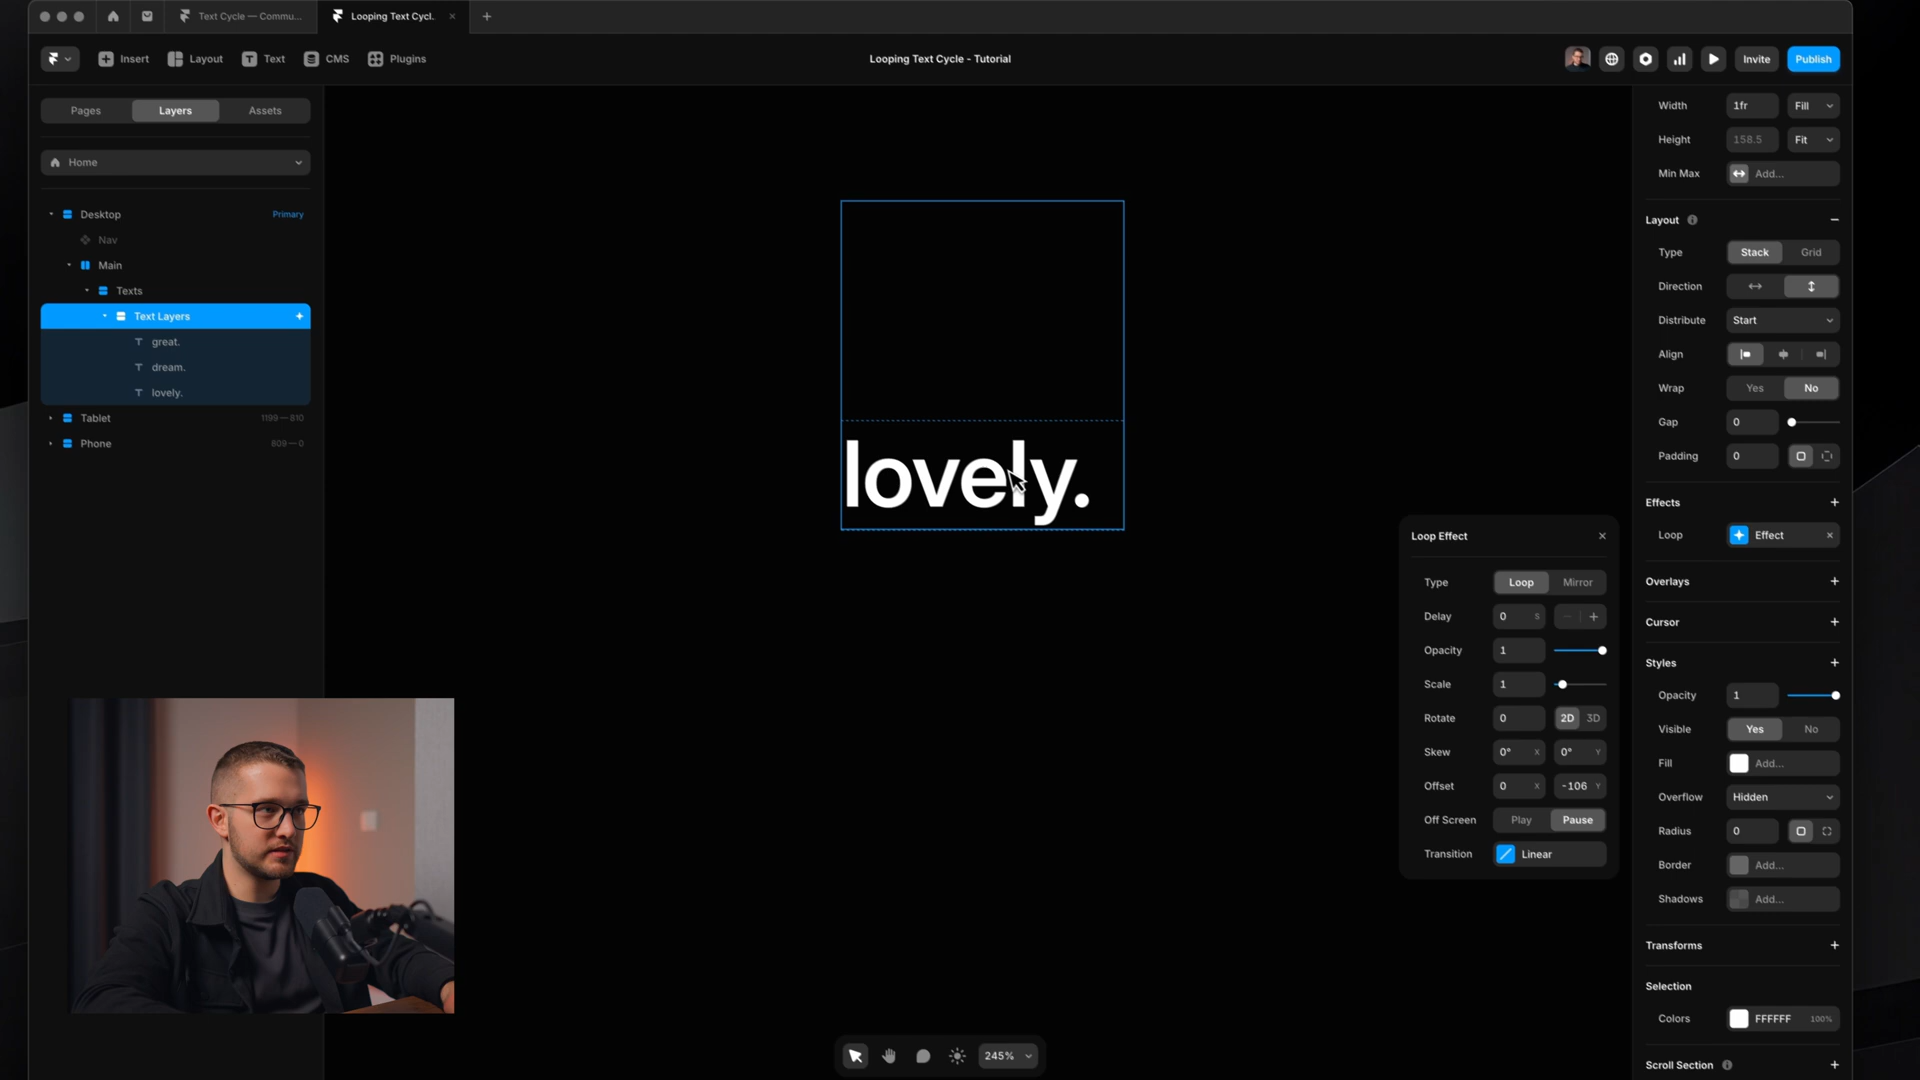 Text Cycle — Commu...
Looping Text Cycl.
Insert
Layout
Text
CMS
Plugins
Looping Text Cycle - Tutorial
Invite
Publish
Pages
Layers
Assets
Home
Desktop
Primary
Nav
Main
Texts
Text Layers
great.
dream.
lovely.
Tablet
1199 — 810
Phone
809 — 0
lovely.
Loop Effect
Type
Loop
Mirror
Delay
0
S
Opacity
1
Scale
1
Rotate
0
2D
3D
Skew
0°
X
0°
Y
Offset
0
X
-106
Y
Off Screen
Play
Pause
Transition
Linear
Width
1fr
Fill
Height
158.5
Fit
Min Max
Add...
Layout
Type
Stack
Grid
Direction
Distribute
Start
Align
Wrap
Yes
No
Gap
0
Padding
0
Effects
Loop
Effect
Overlays
Cursor
Styles
Opacity
1
Visible
Yes
No
Fill
Add...
Overflow
Hidden
Radius
0
Border
Add...
Shadows
Add...
Transforms
Selection
Colors
FFFFFF
100%
Scroll Section
245%